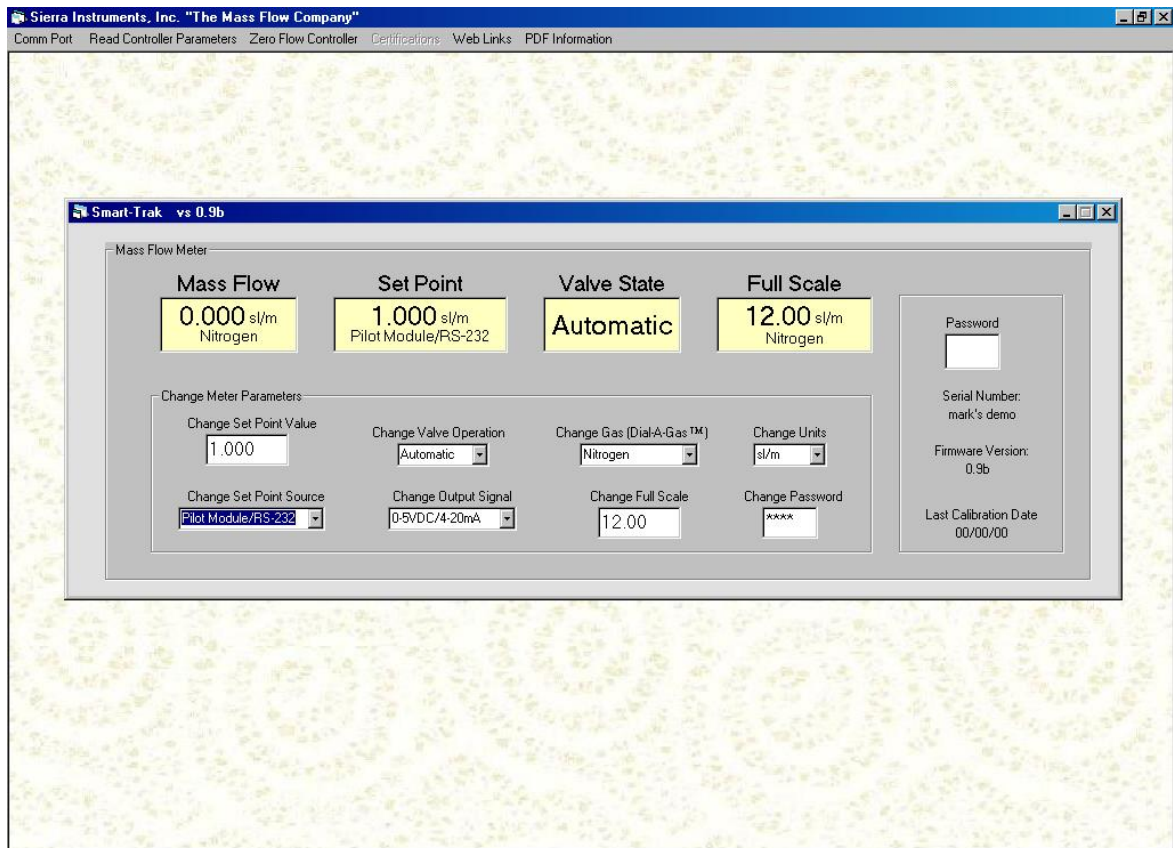 Sierra Instruments, Inc. "The Mass Flow Company"
Comm Port Read Controller Parameters Zero Flow Controller Certifications Web Links PDF Information
Smart-Trak vs 0.9b
Mass Flow Meter
Mass Flow Set Point Valve State Full Scale
0.000 sl/m 1.000 sl/m Automatic 12.00 sl/m
Nitrogen Pilot Module/RS-232 Nitrogen
Password
Serial Number:
mark's demo
Firmware Version:
0.9b
Last Calibration Date
00/00/00
Change Meter Parameters
Change Set Point Value Change Valve Operation Change Gas (Dial-A-Gas™) Change Units
1.000 Automatic Nitrogen sl/m
Change Set Point Source Change Output Signal Change Full Scale Change Password
Pilot Module/RS-232 0-5VDC/4-20mA 12.00 ****